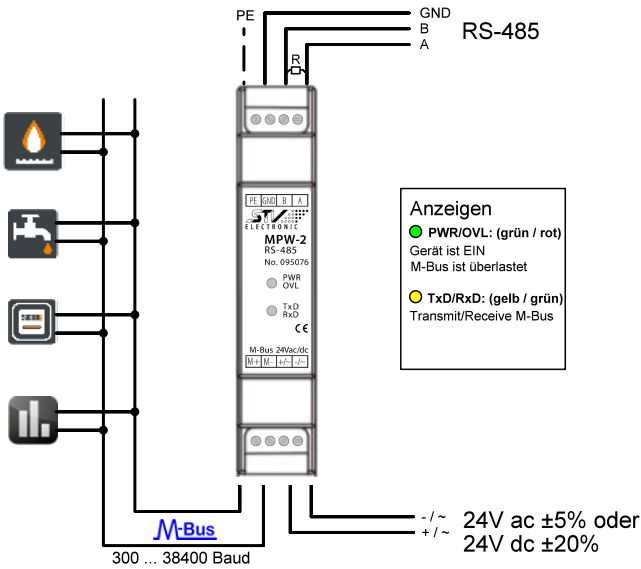 PE
GND
B
A
RS-485
R
PE GND B A
STV
ELECTRONIC
MPW-2
RS-485
No. 095076
PWR
OVL
TxD
RxD
CE
M-Bus 24Vac/dc
M+ M- +/~ -/~
Anzeigen
PWR/OVL: (grün / rot)
Gerät ist EIN
M-Bus ist überlastet
TxD/RxD: (gelb / grün)
Transmit/Receive M-Bus
M-Bus
300 ... 38400 Baud
- / ~
+ / ~
24V ac ±5% oder
24V dc ±20%